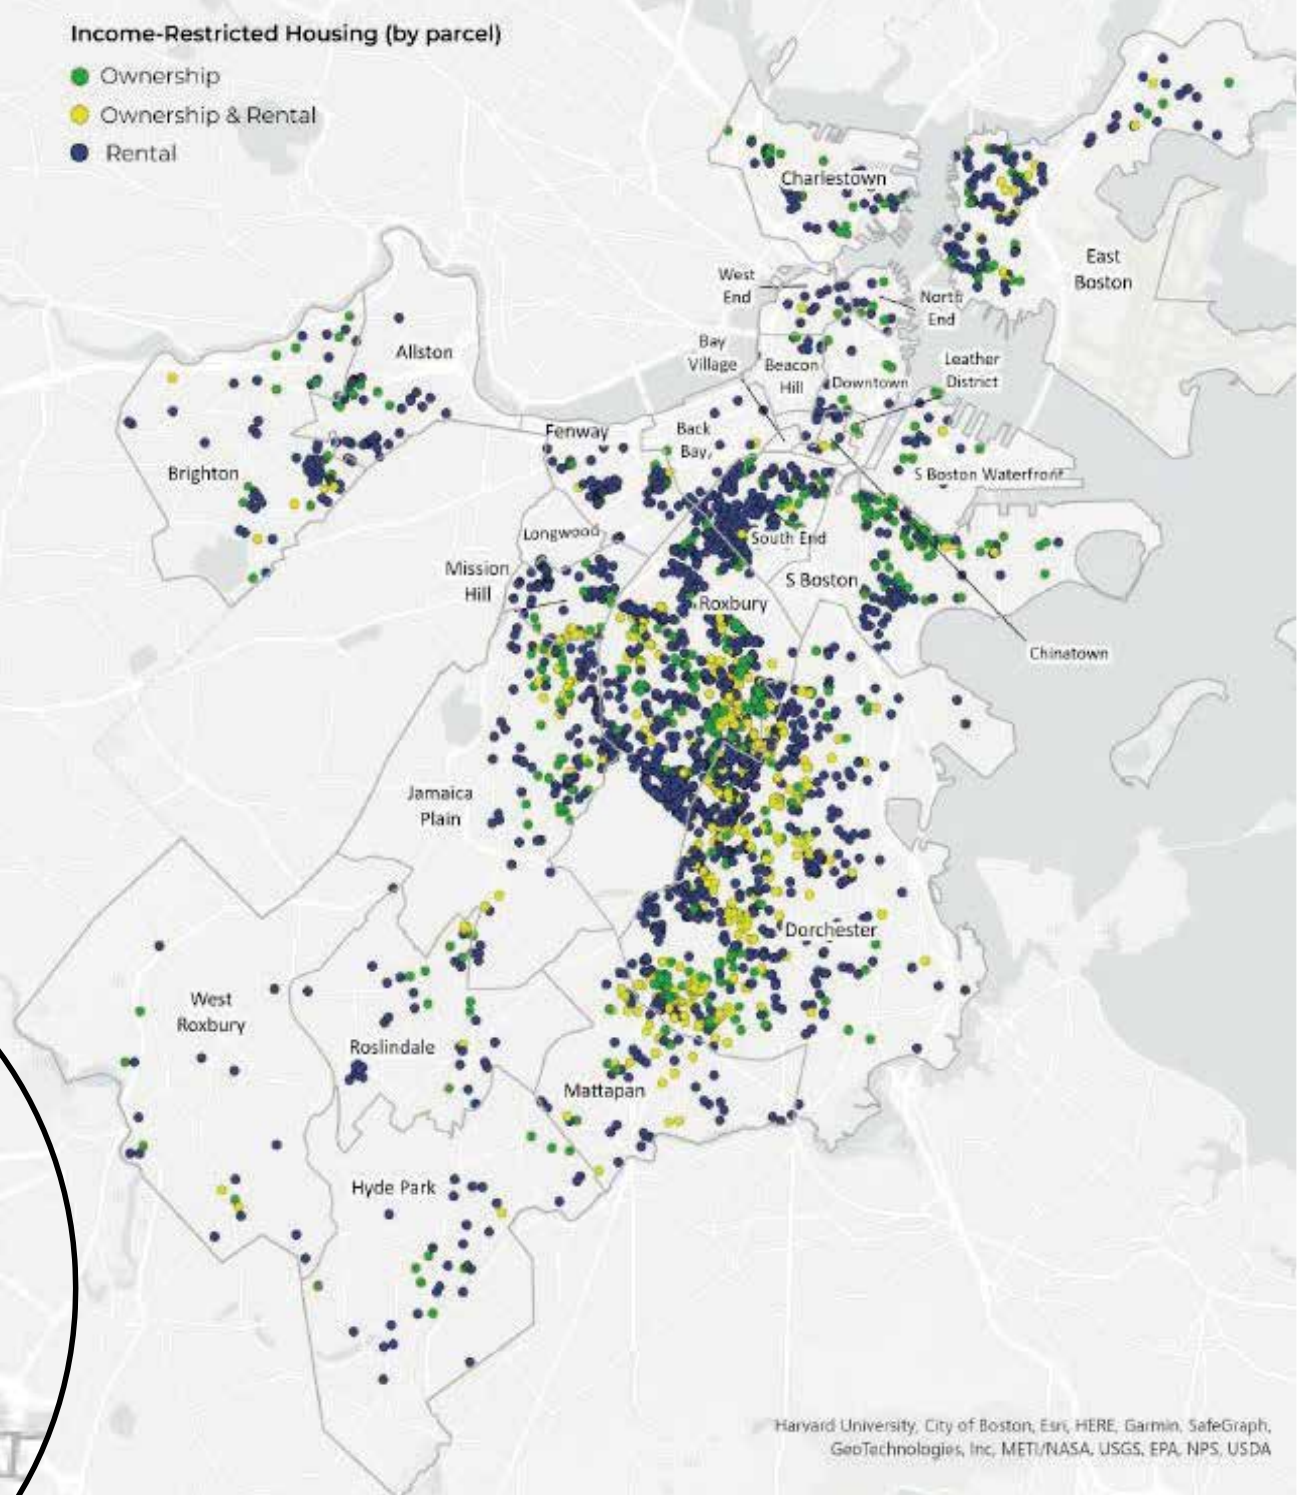 Income-Restricted Housing (by parcel)
Ownership
Ownership & Rental
Rental
Charlestown
East
Boston
West
End
North
End
Bay
Village
Beacon
Hill
Downtown
Leather
District
Allston
Brighton
Fenway
Back
Bay
S Boston Waterfront
Longwood
South End
Mission
Hill
S Boston
Roxbury
Chinatown
Jamaica
Plain
Dorchester
West
Roxbury
Roslindale
Mattapan
Hyde Park
Harvard University, City of Boston, Esri, HERE, Garmin, SafeGraph,
GeoTechnologies, Inc, METI/NASA, USGS, EPA, NPS, USDA